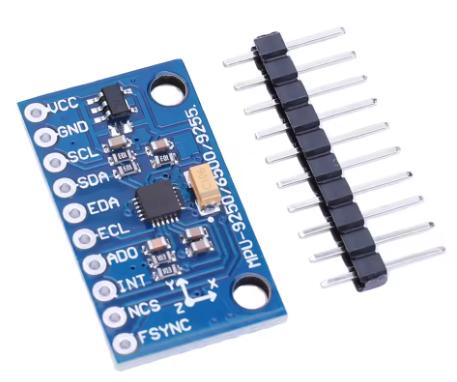 VCC
GND
SCL
SDA
EDA
ECL
ADO
INT
NCS
FSYNC
MPU-9250/6500/9255.
Y
X
Z